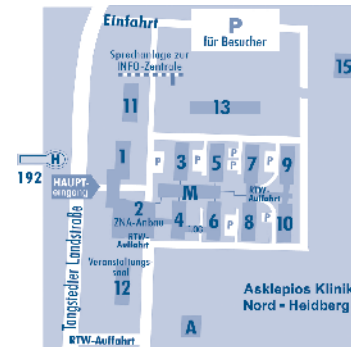 Einfahrt
P
für Besucher
Sprechanlage zur
INFO-Zentrale
15
11
13
1
3
5
7
9
P
P
P
P
P
H
192
HAUPT-
eingang
M
RTW-
Auffahrt
2
ZNA-Anbau
4
6
8
10
P
P
RTW-
Auffahrt
Veranstaltungs-
saal
12
Tangstedter Landstraße
Asklepios Klinik
Nord - Heidberg
A
RTW-Auffahrt